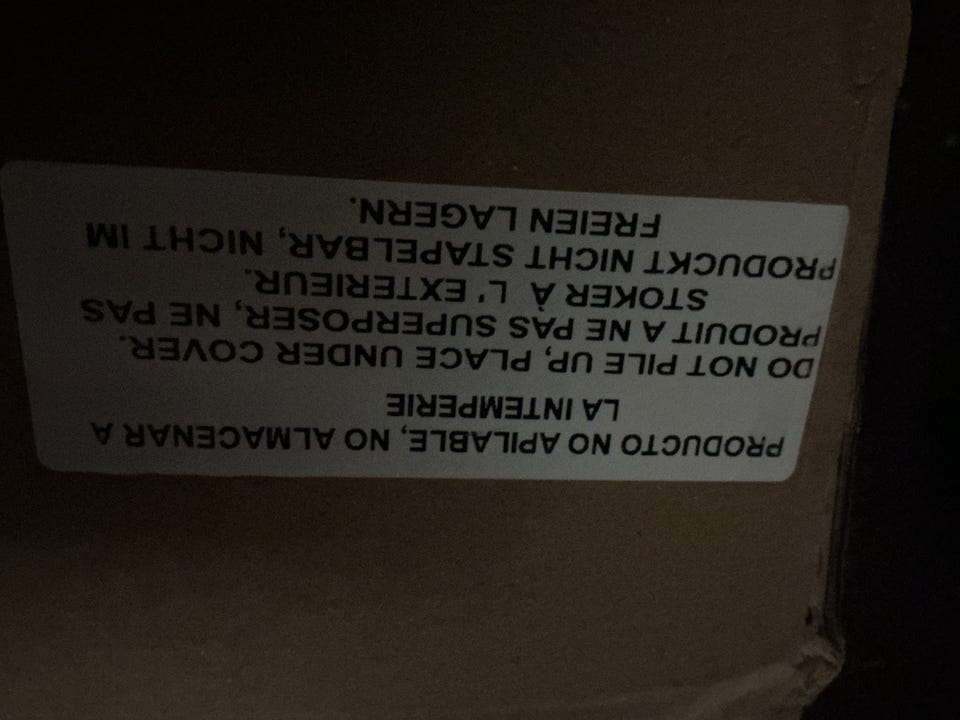 PRODUCTO NO APILABLE, NO ALMACENAR A
LA INTEMPERIE
DO NOT PILE UP, PLACE UNDER COVER.
PRODUIT A NE PAS SUPERPOSER, NE PAS
STOKER À L'EXTERIEUR.
PRODUCKT NICHT STAPELBAR, NICHT IM
FREIEN LAGERN.